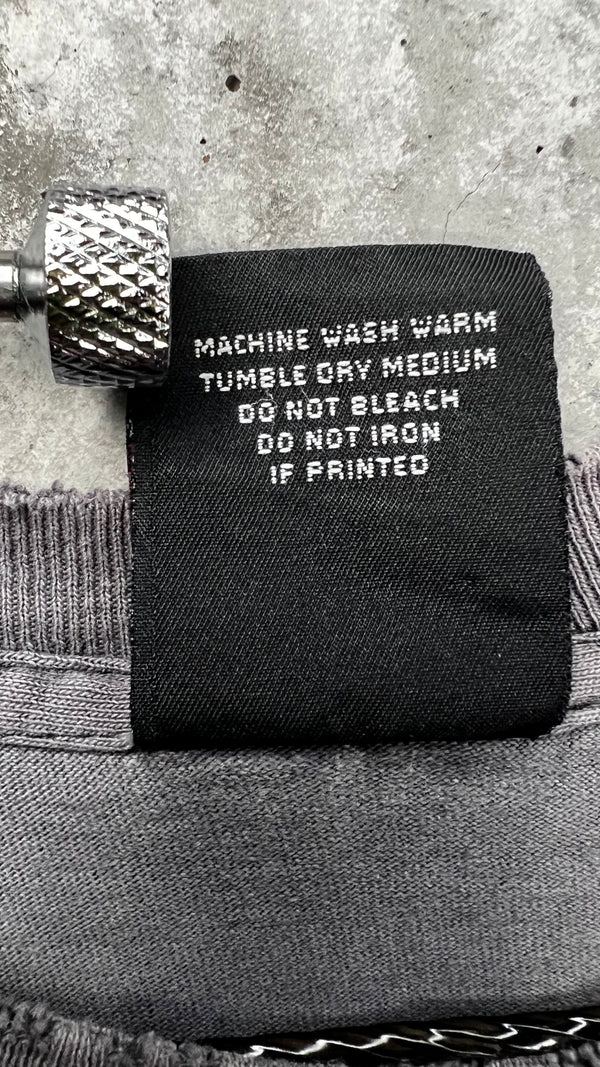 MACHINE WASH WARM
TUMBLE DRY MEDIUM
DO NOT BLEACH
DO NOT IRON
IF PRINTED